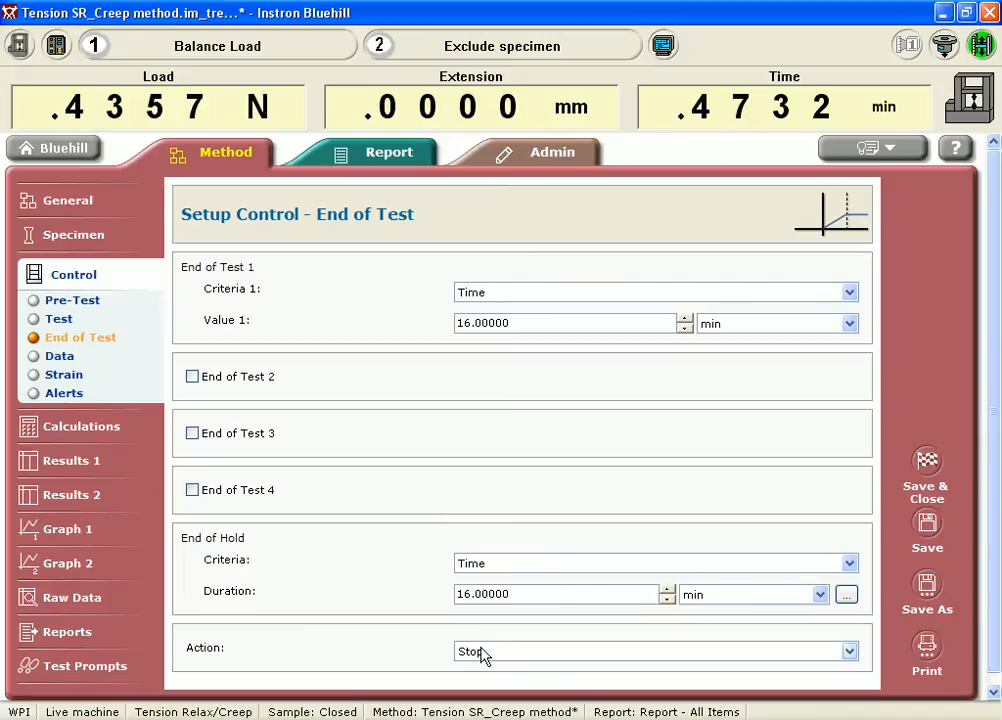 Tension SR_Creep method.im_tre...* - Instron Bluehill
1 Balance Load 2 Exclude specimen
Load Extension Time
.4357 N .0000 mm .4732 min
Bluehill Method Report Admin ?
General
Specimen
Control
Pre-Test
Test
End of Test
Data
Strain
Alerts
Calculations
Results 1
Results 2
Graph 1
Graph 2
Raw Data
Reports
Test Prompts
Setup Control - End of Test
End of Test 1
Criteria 1: Time
Value 1: 16.00000 min
End of Test 2
End of Test 3
End of Test 4
End of Hold
Criteria: Time
Duration: 16.00000 min ...
Action: Stop
Save &
Close
Save
Save As
Print
WPI Live machine Tension Relax/Creep Sample: Closed Method: Tension SR_Creep method* Report: Report - All Items